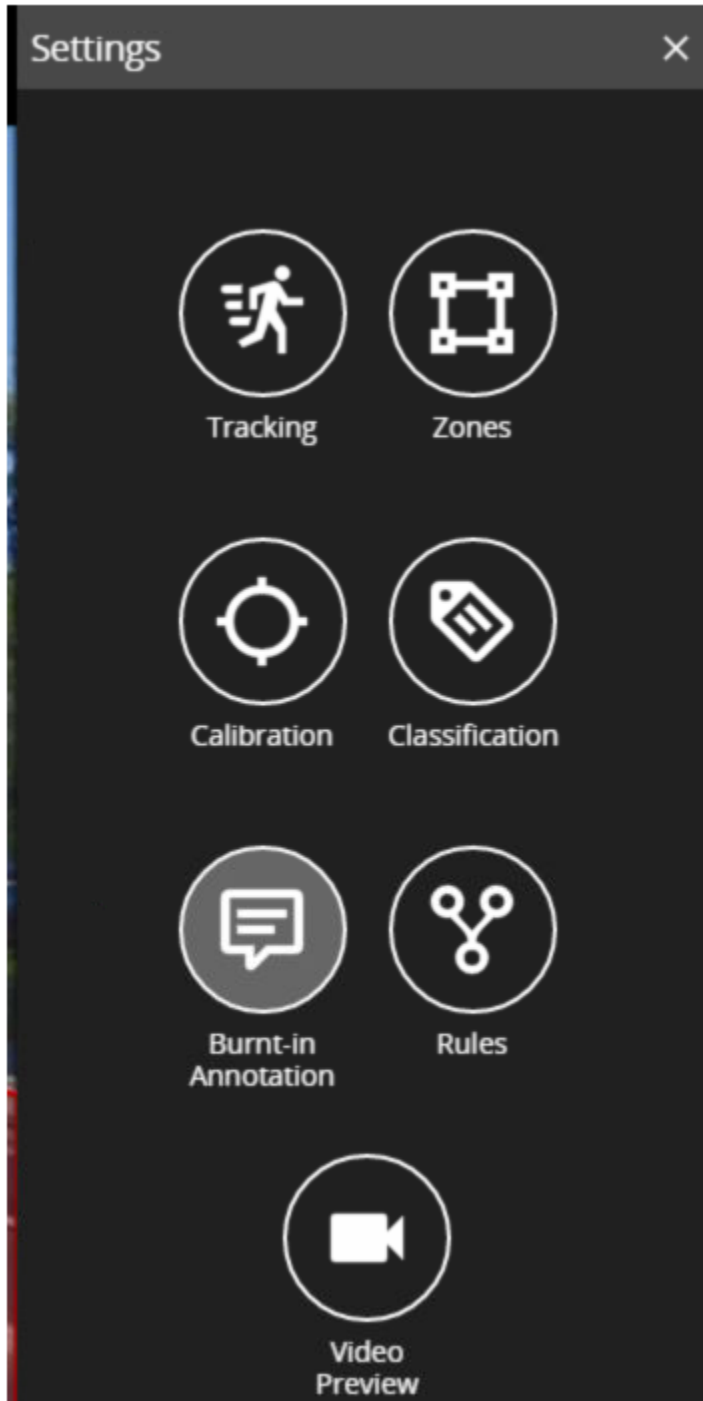 Settings
Tracking
Zones
Calibration
Classification
Burnt-in
Annotation
Rules
Video
Preview